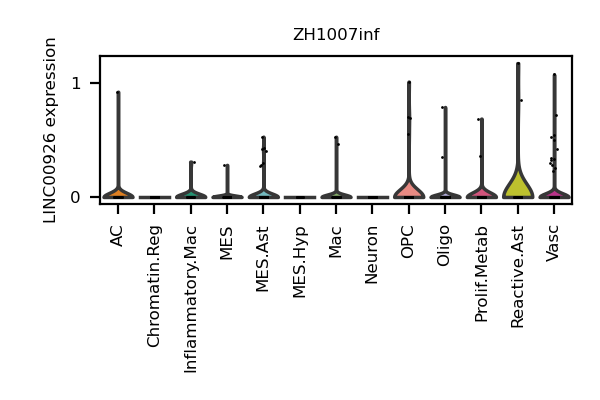 ZH1007inf
LINC00926 expression
1
0
AC
Chromatin.Reg
Inflammatory.Mac
MES
MES.Ast
MES.Hyp
Mac
Neuron
OPC
Oligo
Prolif.Metab
Reactive.Ast
Vasc